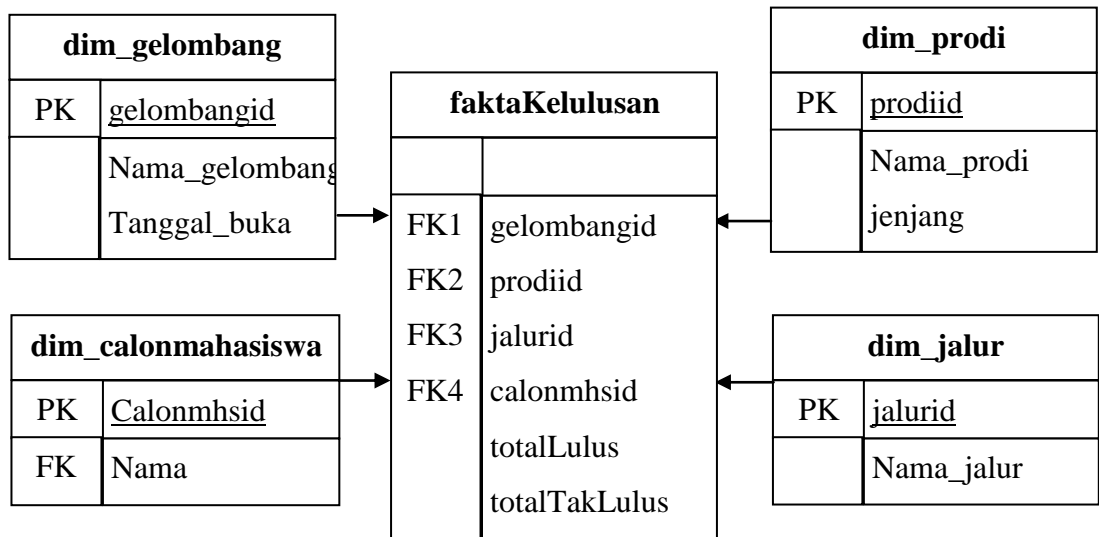 dim_gelombang
PK gelombangid
Nama_gelombang
Tanggal_buka
dim_calonmahasiswa
PK Calonmhsid
FK Nama
faktaKelulusan
FK1 gelombangid
FK2 prodiid
FK3 jalurid
FK4 calonmhsid
totalLulus
totalTakLulus
dim_prodi
PK prodiid
Nama_prodi
jenjang
dim_jalur
PK jalurid
Nama_jalur